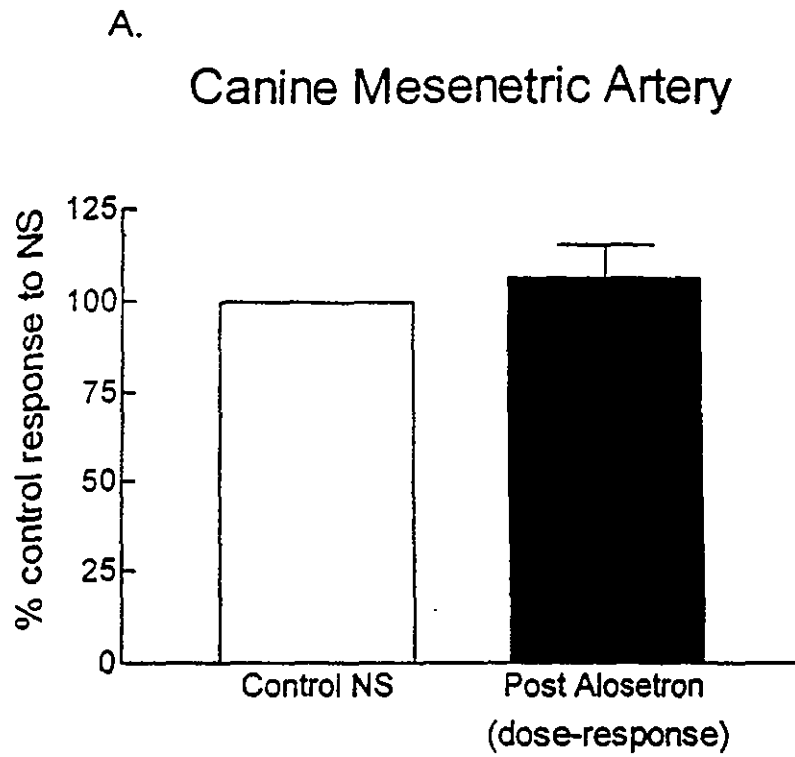 A.
Canine Mesenetric Artery
% control response to NS
125
100
75
50
25
0
Control NS
Post Alosetron
(dose-response)